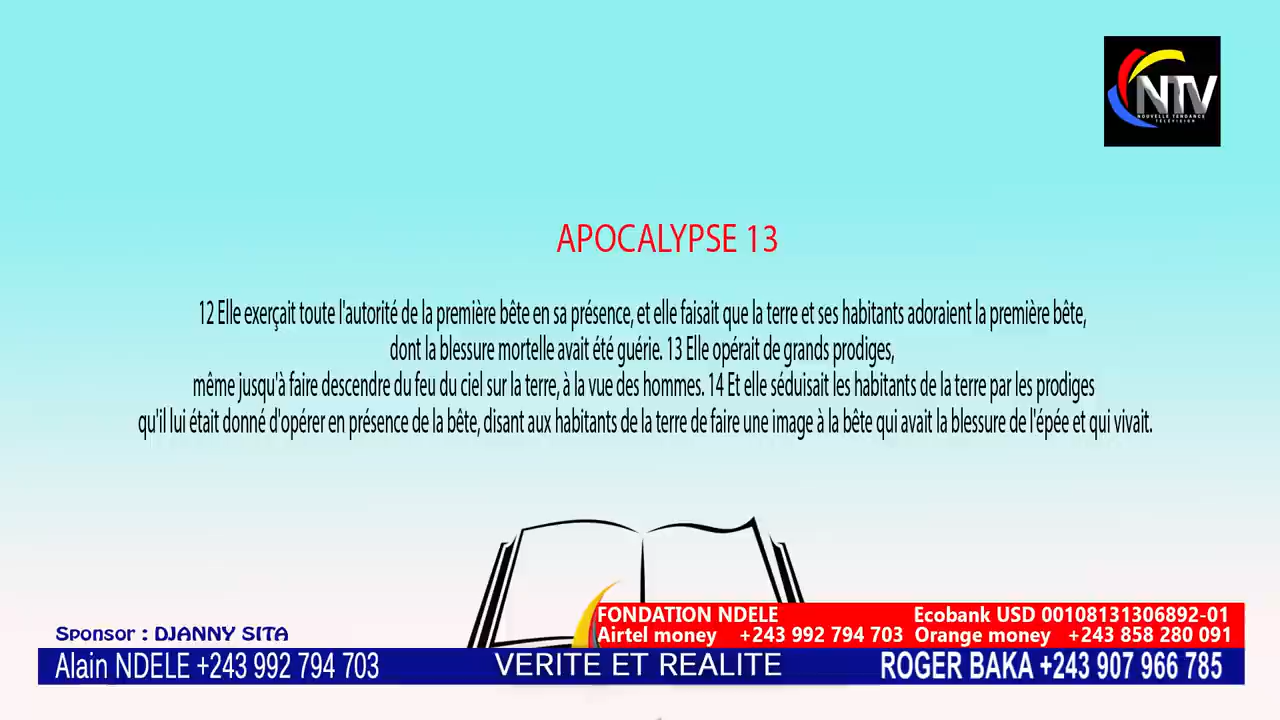 NTV
NOUVELLE TENDANCE
TELEVISION
APOCALYPSE 13
12 Elle exerçait toute l'autorité de la première bête en sa présence, et elle faisait que la terre et ses habitants adoraient la première bête,
dont la blessure mortelle avait été guérie. 13 Elle opérait de grands prodiges,
même jusqu'à faire descendre du feu du ciel sur la terre, à la vue des hommes. 14 Et elle séduisait les habitants de la terre par les prodiges
qu'il lui était donné d'opérer en présence de la bête, disant aux habitants de la terre de faire une image à la bête qui avait la blessure de l'épée et qui vivait.
FONDATION NDELE Ecobank USD 00108131306892-01
Airtel money +243 992 794 703 Orange money +243 858 280 091
Sponsor : DJANNY SITA
Alain NDELE +243 992 794 703 VERITE ET REALITE ROGER BAKA +243 907 966 785